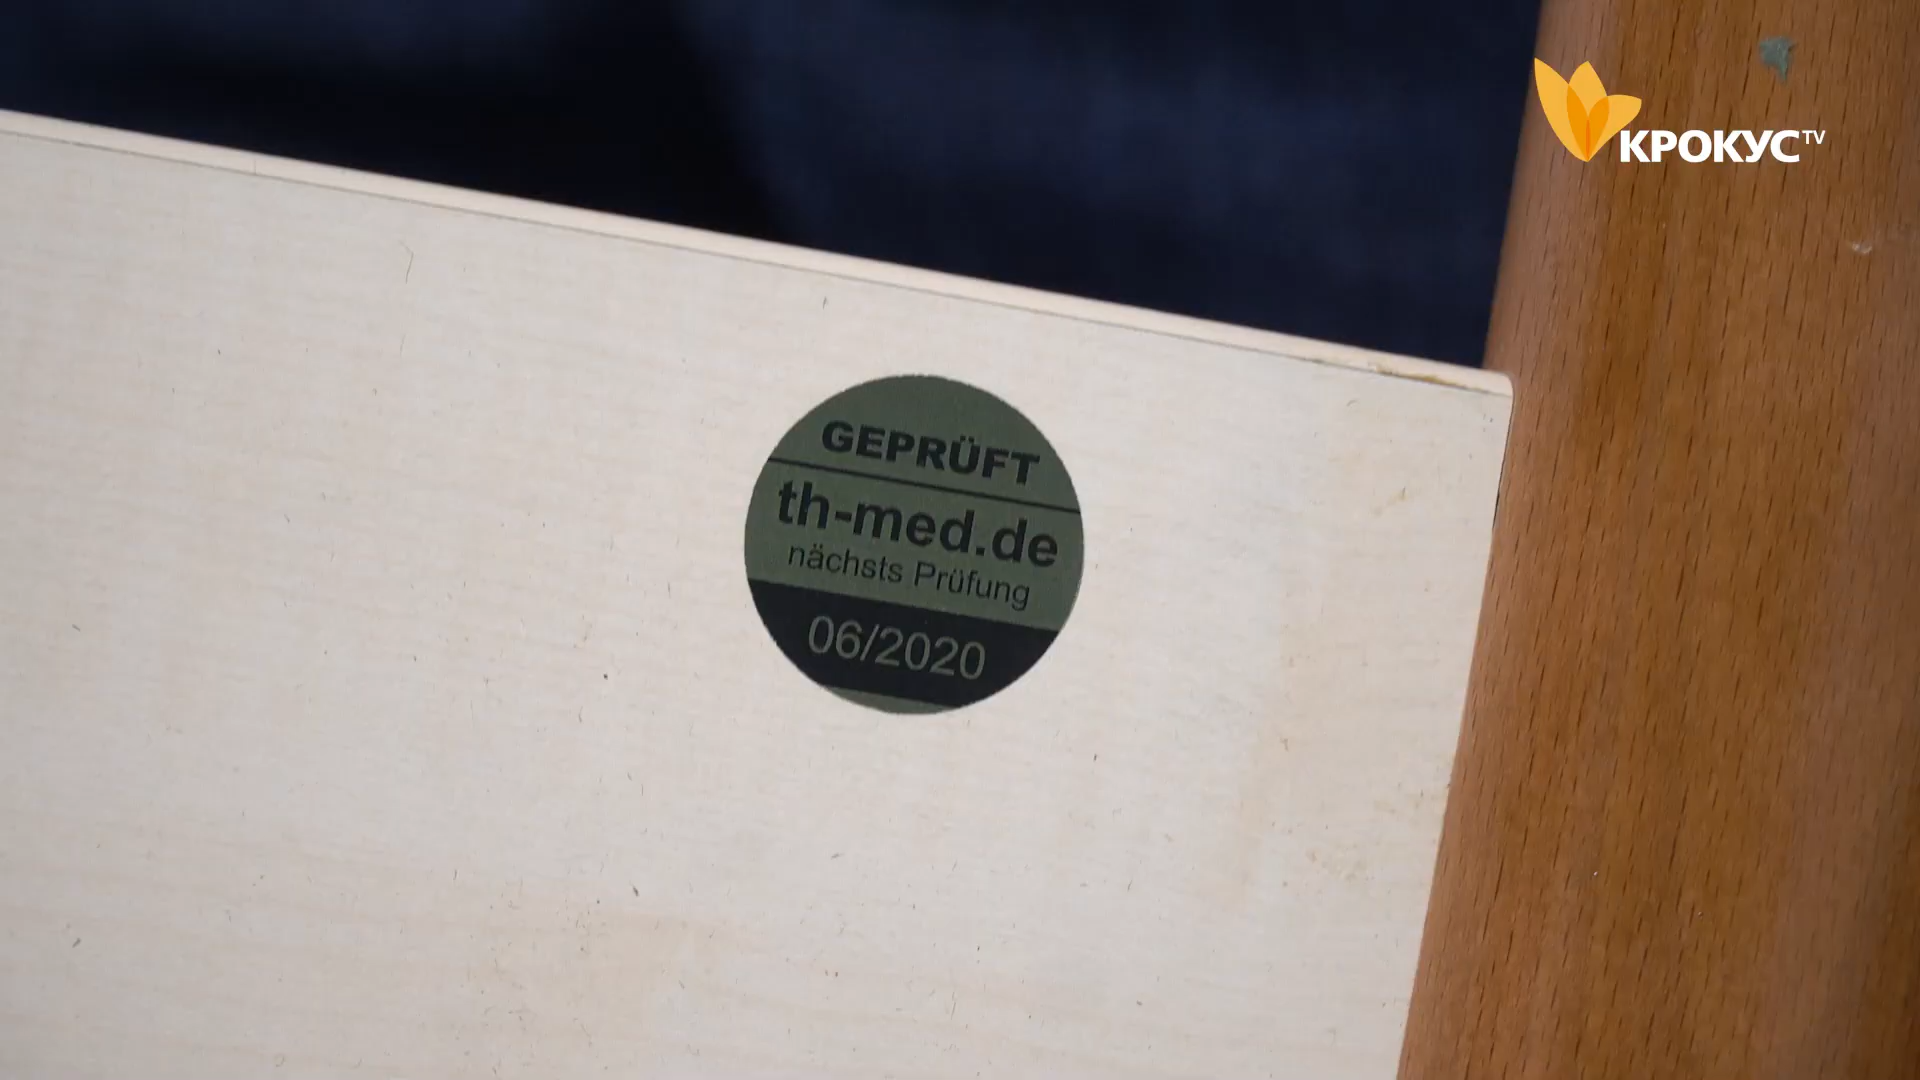 КРОКУС TV
GEPRÜFT
th-med.de
nächsts Prüfung
06/2020